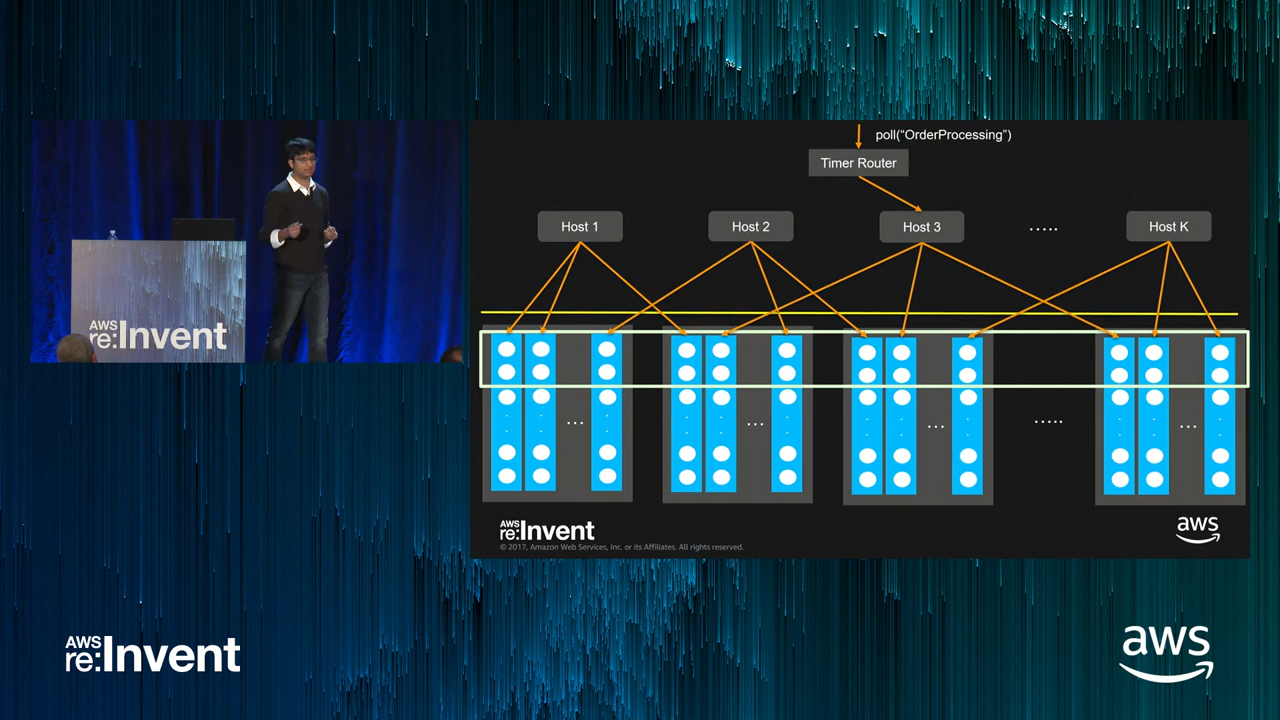 poll("OrderProcessing")
Timer Router
Host 1
Host 2
Host 3
.....
Host K
...
...
...
.....
...
AWS
re:Invent
© 2017, Amazon Web Services, Inc. or its Affiliates. All rights reserved.
aws
AWS
re:Invent
AWS
re:Invent
aws